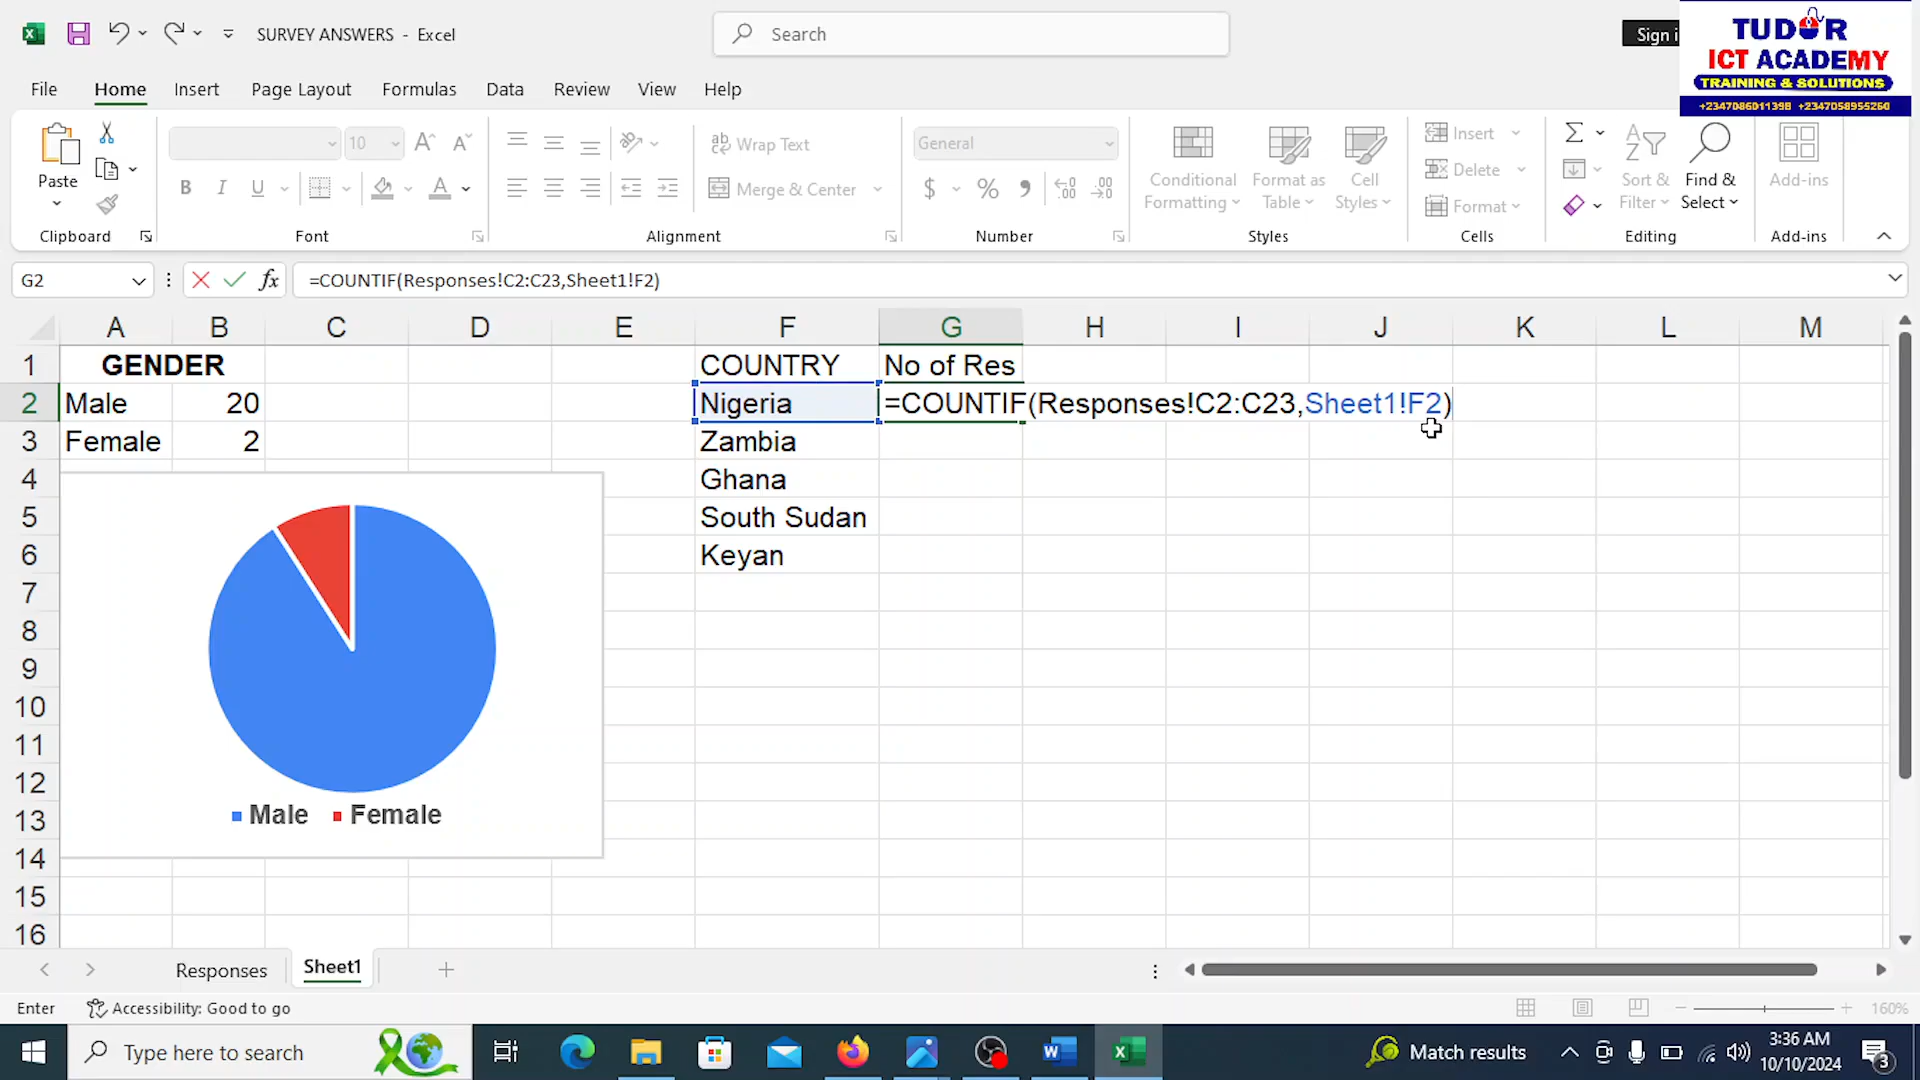 SURVEY ANSWERS - Excel
Search
Sign i
TUDOR
ICT ACADEMY
TRAINING & SOLUTIONS
+2347086011398 +2347058955260
File Home Insert Page Layout Formulas Data Review View Help
Paste
10
Wrap Text
Merge & Center
General
Conditional Formatting
Format as Table
Cell Styles
Insert
Delete
Format
Sort & Filter
Find & Select
Add-ins
Clipboard Font Alignment Number Styles Cells Editing Add-ins
G2 fx =COUNTIF(Responses!C2:C23,Sheet1!F2)
A B C D E F G H I J K L M
1 GENDER COUNTRY No of Res
2 Male 20 Nigeria =COUNTIF(Responses!C2:C23,Sheet1!F2)
3 Female 2 Zambia
4 Ghana
5 South Sudan
6 Keyan
7
8
9
10
11
12
13
14
15
16
Male Female
Responses Sheet1
Enter Accessibility: Good to go 160%
Type here to search
Match results
3:36 AM
10/10/2024
3